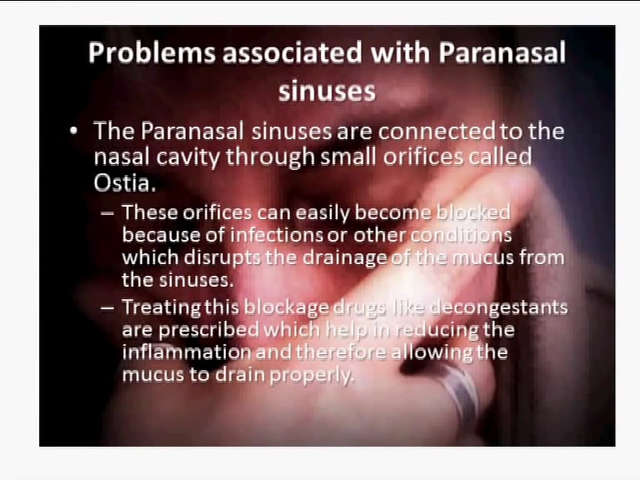 Problems associated with Paranasal
sinuses
• The Paranasal sinuses are connected to the
nasal cavity through small orifices called
Ostia.
– These orifices can easily become blocked
because of infections or other conditions
which disrupts the drainage of the mucus from
the sinuses.
– Treating this blockage drugs like decongestants
are prescribed which help in reducing the
inflammation and therefore allowing the
mucus to drain properly.